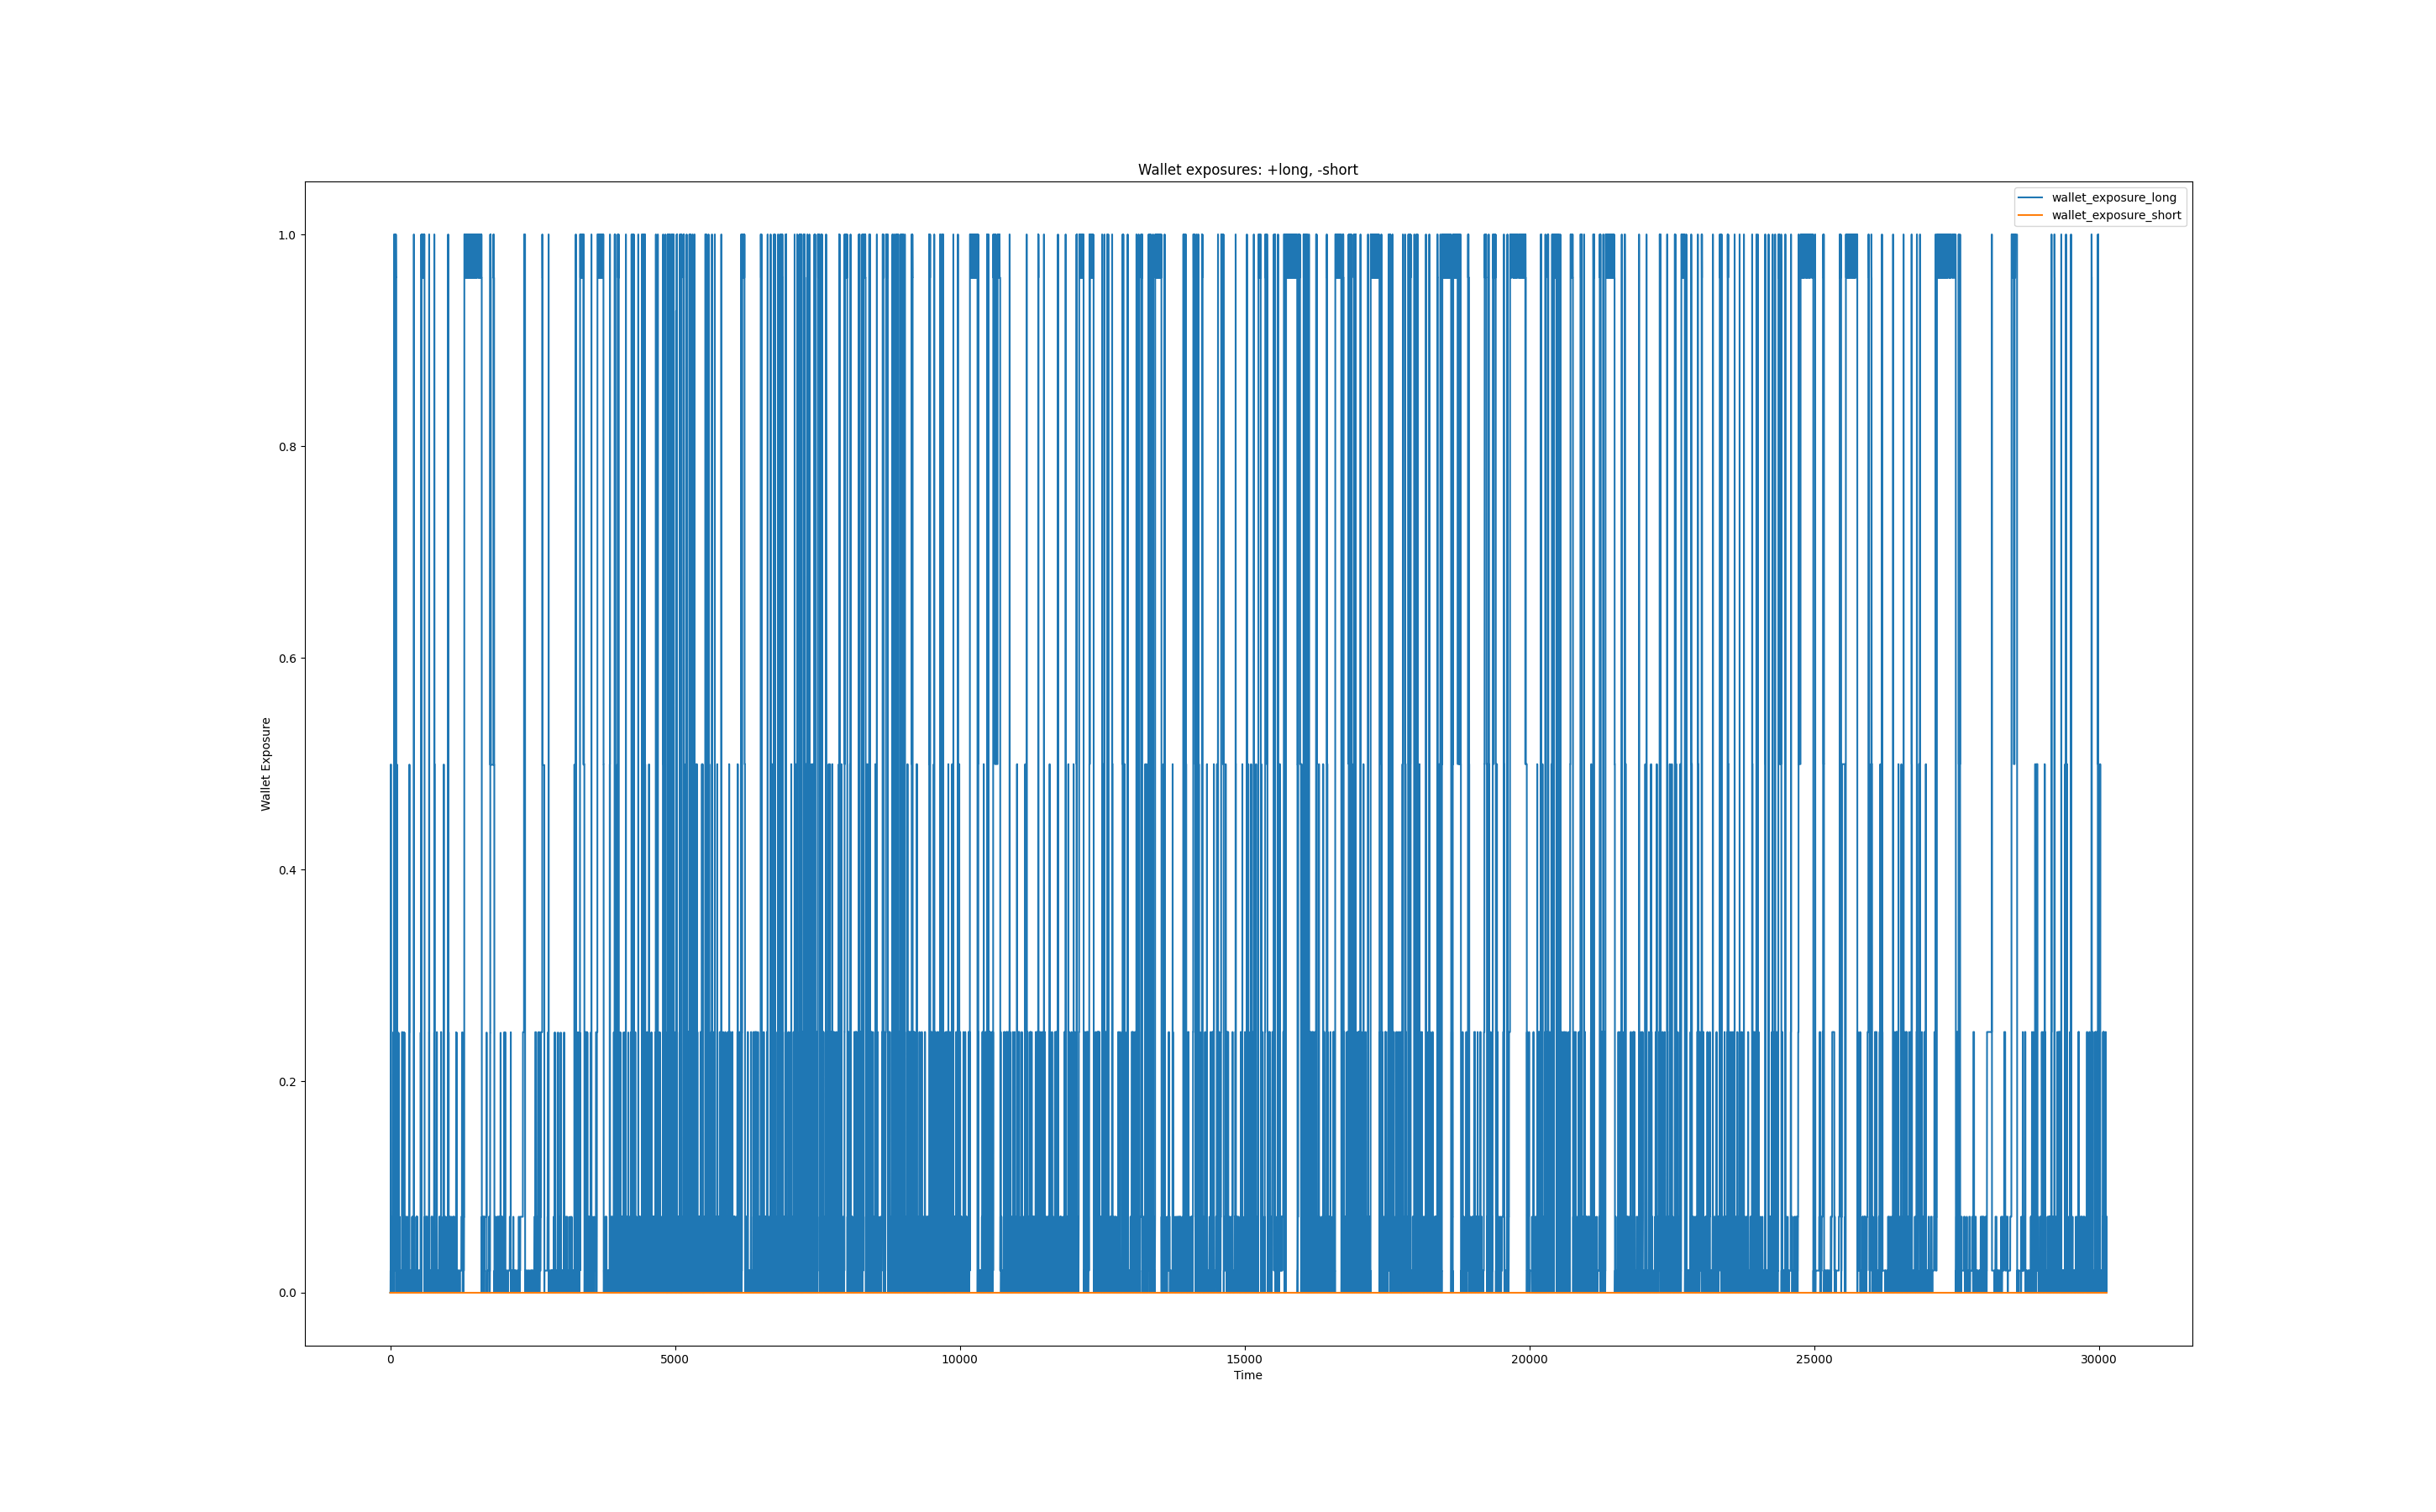 Wallet exposures: +long, -short
wallet_exposure_long
wallet_exposure_short
1.0
0.8
0.6
0.4
0.2
0.0
Wallet Exposure
0 5000 10000 15000 20000 25000 30000
Time